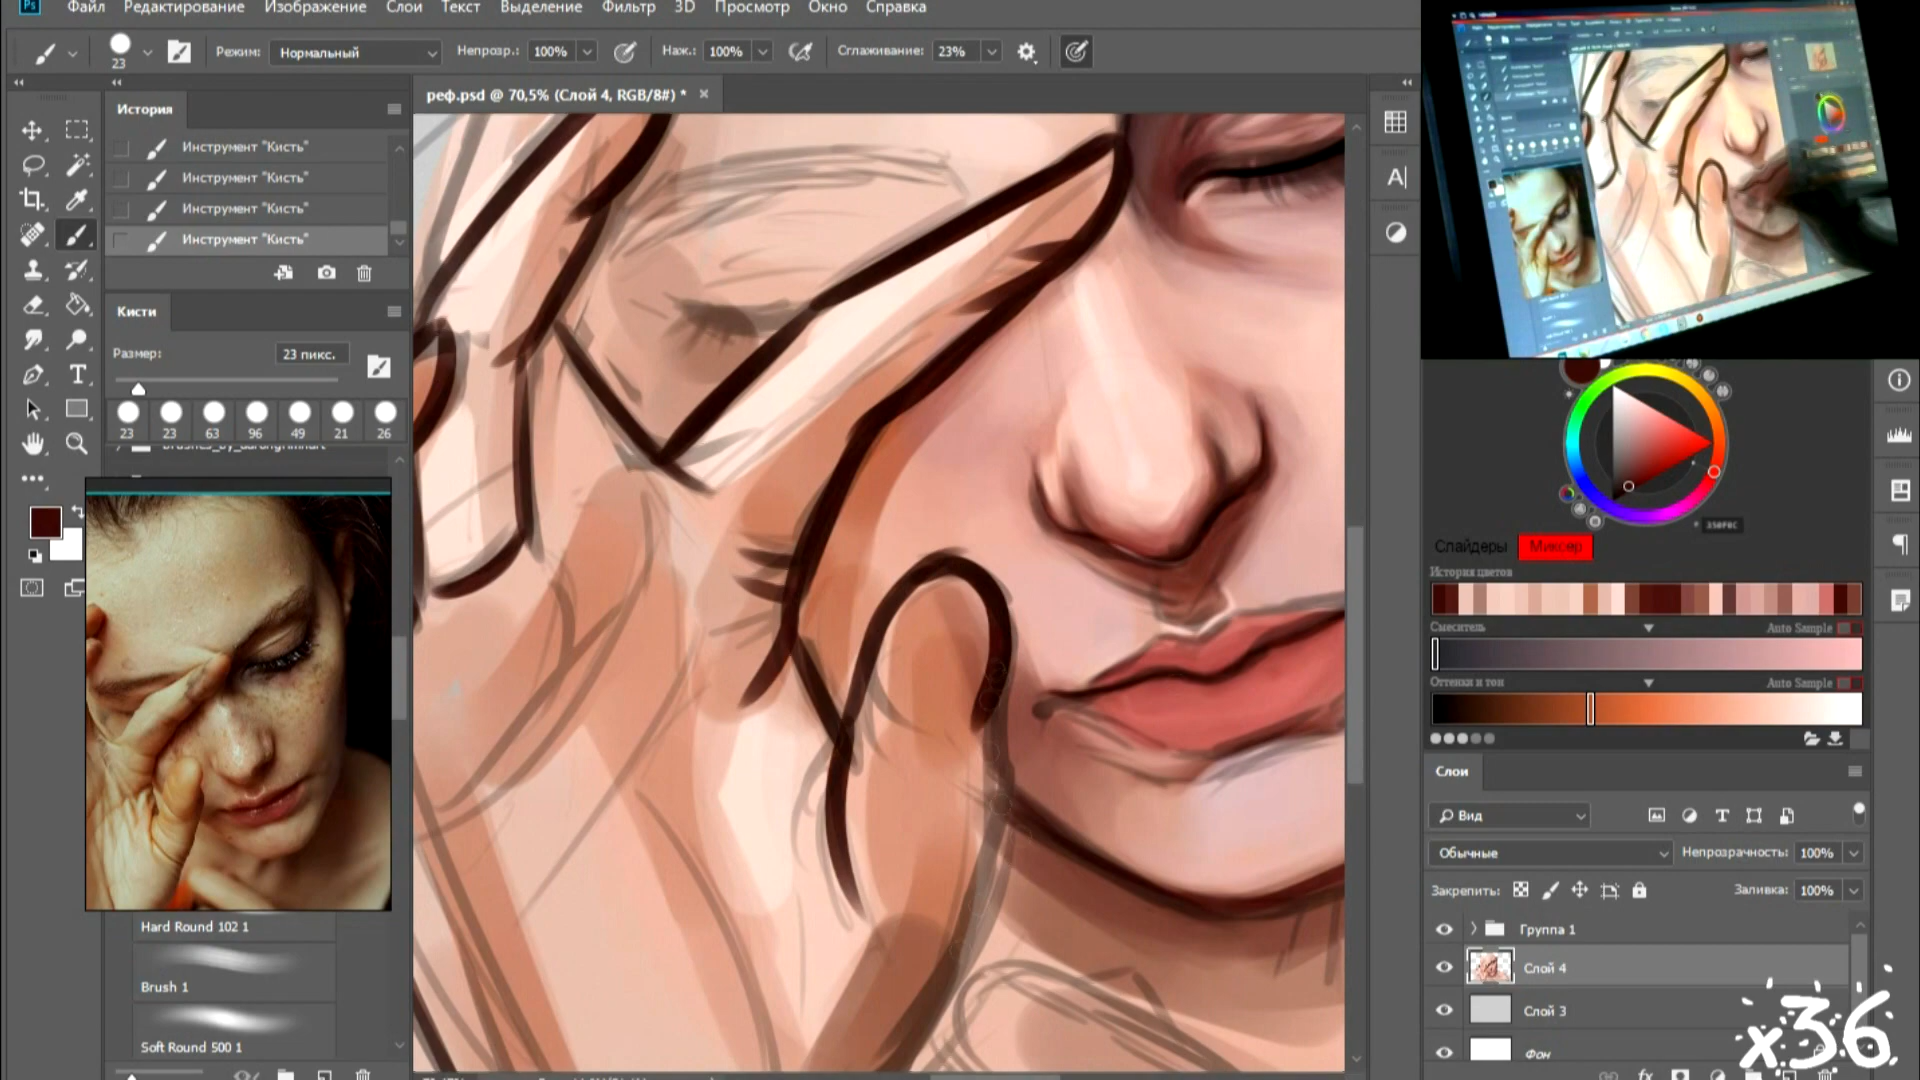 Ps Файл Редактирование Изображение Слои Текст Выделение Фильтр 3D Просмотр Окно Справка
23 Режим: Нормальный Непрозр.: 100% Наж.: 100% Сглаживание: 23%
реф.psd @ 70,5% (Слой 4, RGB/8#) * ×
История
Инструмент "Кисть"
Инструмент "Кисть"
Инструмент "Кисть"
Инструмент "Кисть"
Кисти
Размер: 23 пикс.
23 23 63 96 49 21 26
Hard Round 102 1
Brush 1
Soft Round 500 1
350F0C
Слайдеры Миксер
История цветов
Смеситель Auto Sample
Оттенки и тон Auto Sample
Слои
Вид
Обычные Непрозрачность: 100%
Закрепить: Заливка: 100%
Группа 1
Слой 4
Слой 3
Фон
x36